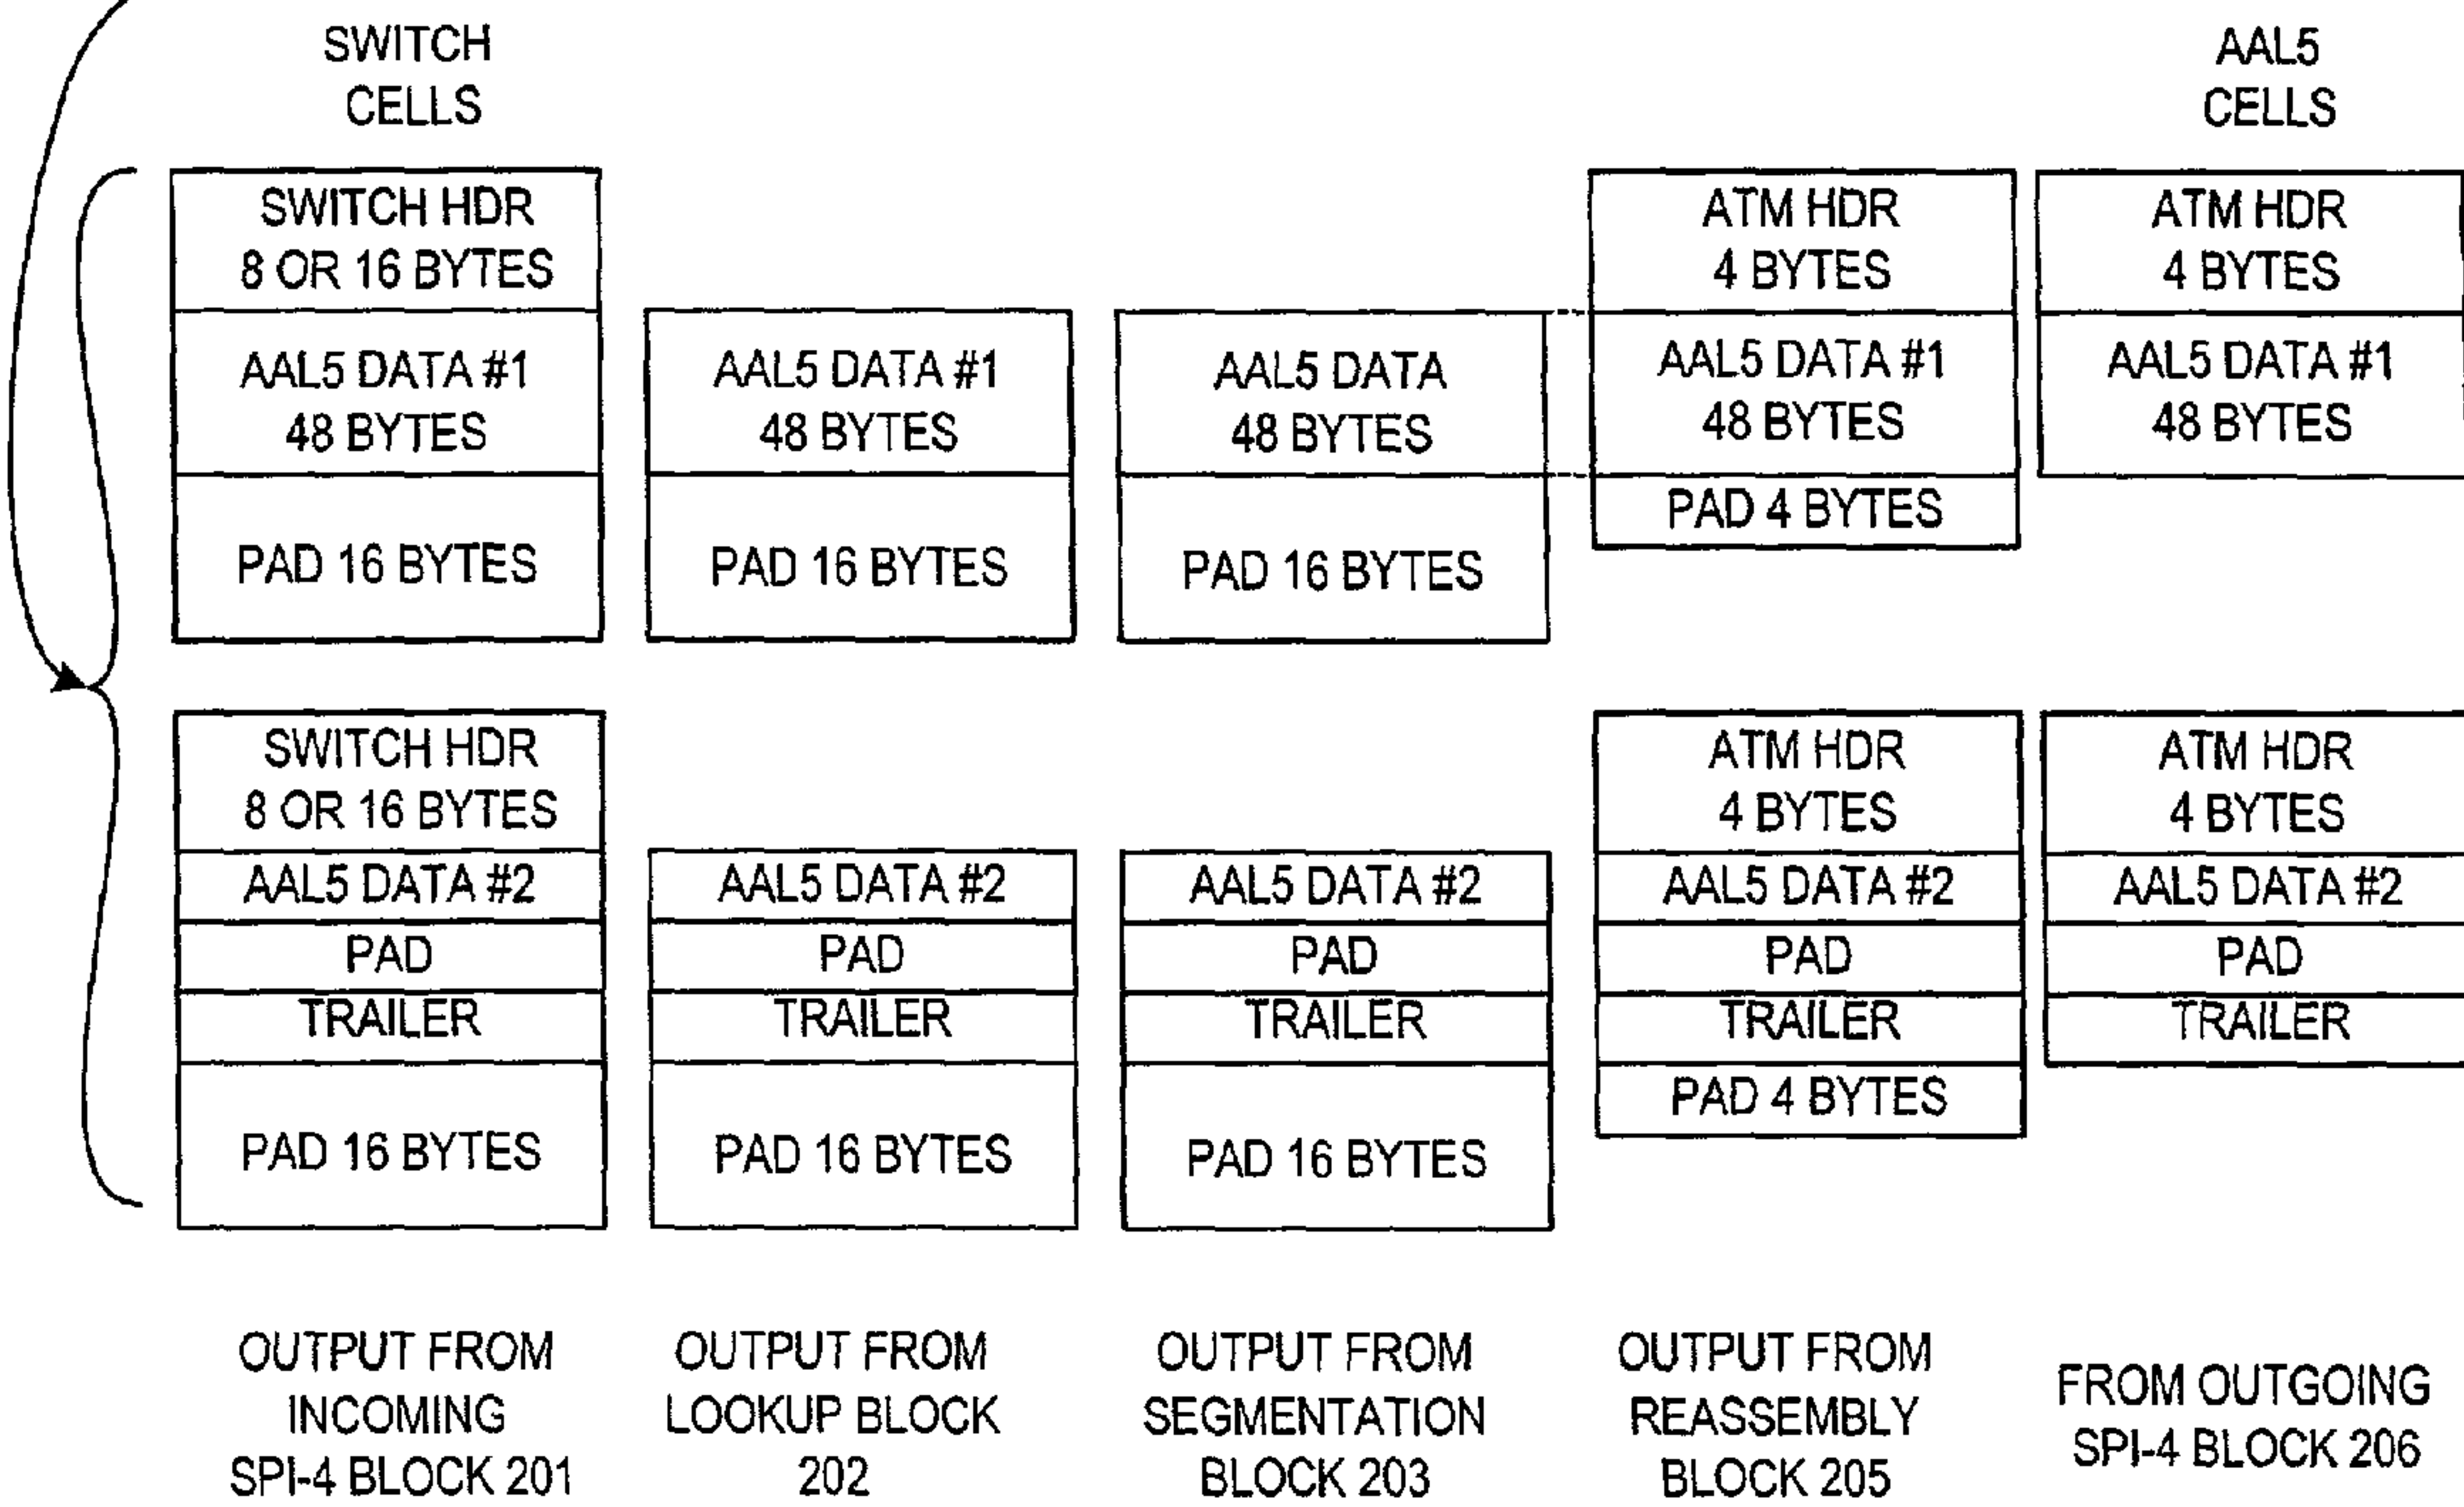 SWITCH
CELLS
AAL5
CELLS
SWITCH HDR
8 OR 16 BYTES
AAL5 DATA #1
48 BYTES
PAD 16 BYTES
AAL5 DATA #1
48 BYTES
PAD 16 BYTES
AAL5 DATA
48 BYTES
PAD 16 BYTES
ATM HDR
4 BYTES
AAL5 DATA #1
48 BYTES
PAD 4 BYTES
ATM HDR
4 BYTES
AAL5 DATA #1
48 BYTES
SWITCH HDR
8 OR 16 BYTES
AAL5 DATA #2
PAD
TRAILER
PAD 16 BYTES
AAL5 DATA #2
PAD
TRAILER
PAD 16 BYTES
AAL5 DATA #2
PAD
TRAILER
PAD 16 BYTES
ATM HDR
4 BYTES
AAL5 DATA #2
PAD
TRAILER
PAD 4 BYTES
ATM HDR
4 BYTES
AAL5 DATA #2
PAD
TRAILER
OUTPUT FROM
INCOMING
SPI-4 BLOCK 201
OUTPUT FROM
LOOKUP BLOCK
202
OUTPUT FROM
SEGMENTATION
BLOCK 203
OUTPUT FROM
REASSEMBLY
BLOCK 205
FROM OUTGOING
SPI-4 BLOCK 206